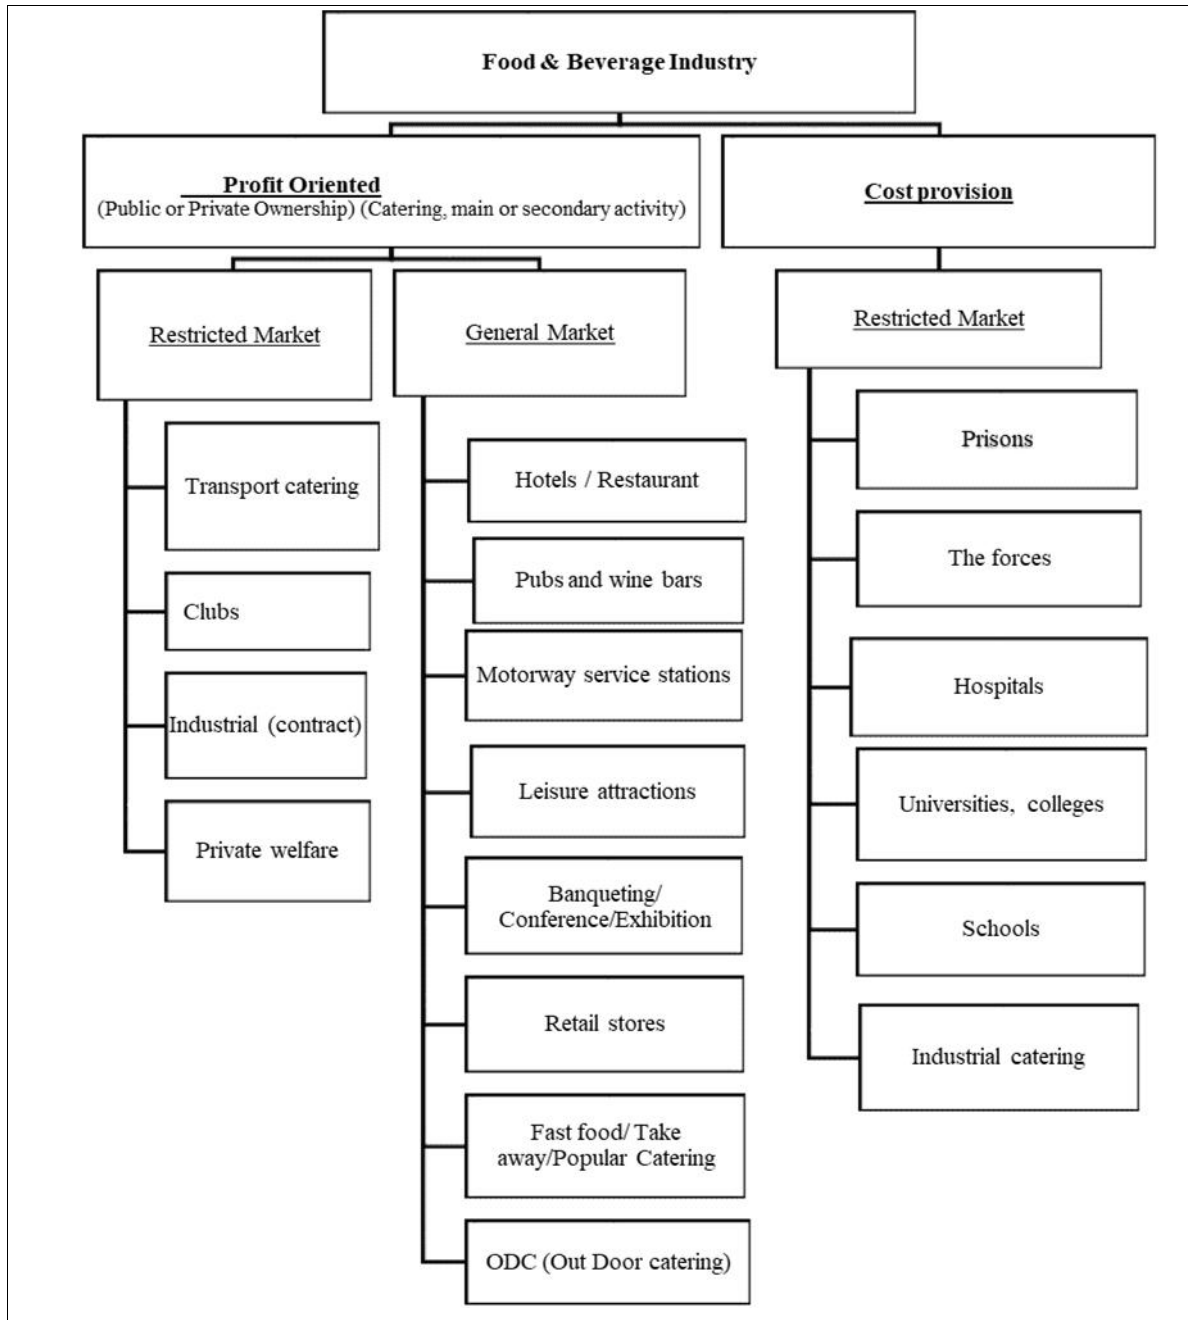 Food & Beverage Industry
Profit Oriented
(Public or Private Ownership) (Catering, main or secondary activity)
Cost provision
Restricted Market
Transport catering
Clubs
Industrial (contract)
Private welfare
General Market
Hotels / Restaurant
Pubs and wine bars
Motorway service stations
Leisure attractions
Banqueting/
Conference/Exhibition
Retail stores
Fast food/ Take
away/Popular Catering
ODC (Out Door catering)
Restricted Market
Prisons
The forces
Hospitals
Universities, colleges
Schools
Industrial catering